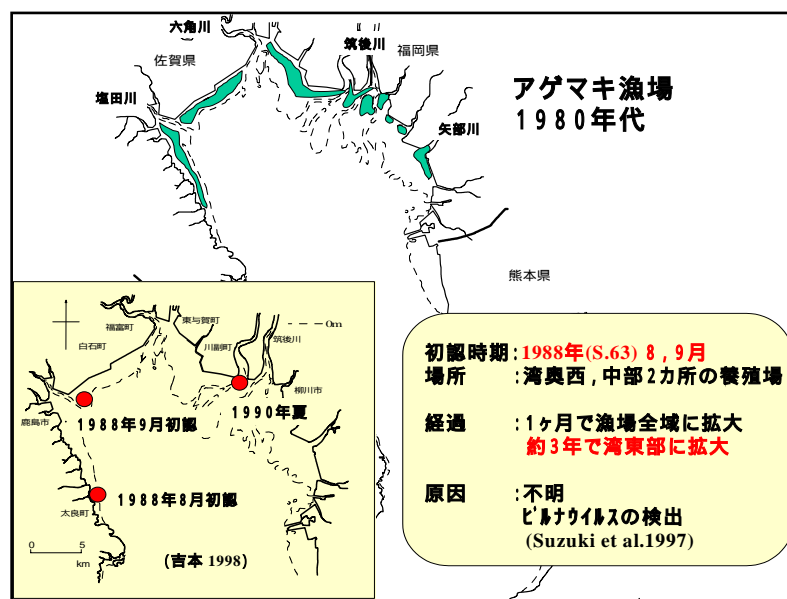 六角川
佐賀県
筑後川
福岡県
塩田川
矢部川
アゲマキ漁場
1980年代
熊本県
福富町
東与賀町
0m
白石町
川副町
筑後川
柳川市
1990年夏
鹿島市
1988年9月初認
1988年8月初認
太良町
0 5
km
(吉本 1998)
初認時期:1988年(S.63) 8,9月
場所 :湾奥西,中部2カ所の養殖場
経過 :1ヶ月で漁場全域に拡大
約3年で湾東部に拡大
原因 :不明
ビルナウイルスの検出
(Suzuki et al.1997)